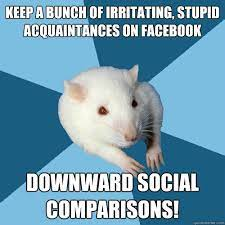 KEEP A BUNCH OF IRRITATING, STUPID
ACQUAINTANCES ON FACEBOOK
DOWNWARD SOCIAL
COMPARISONS!